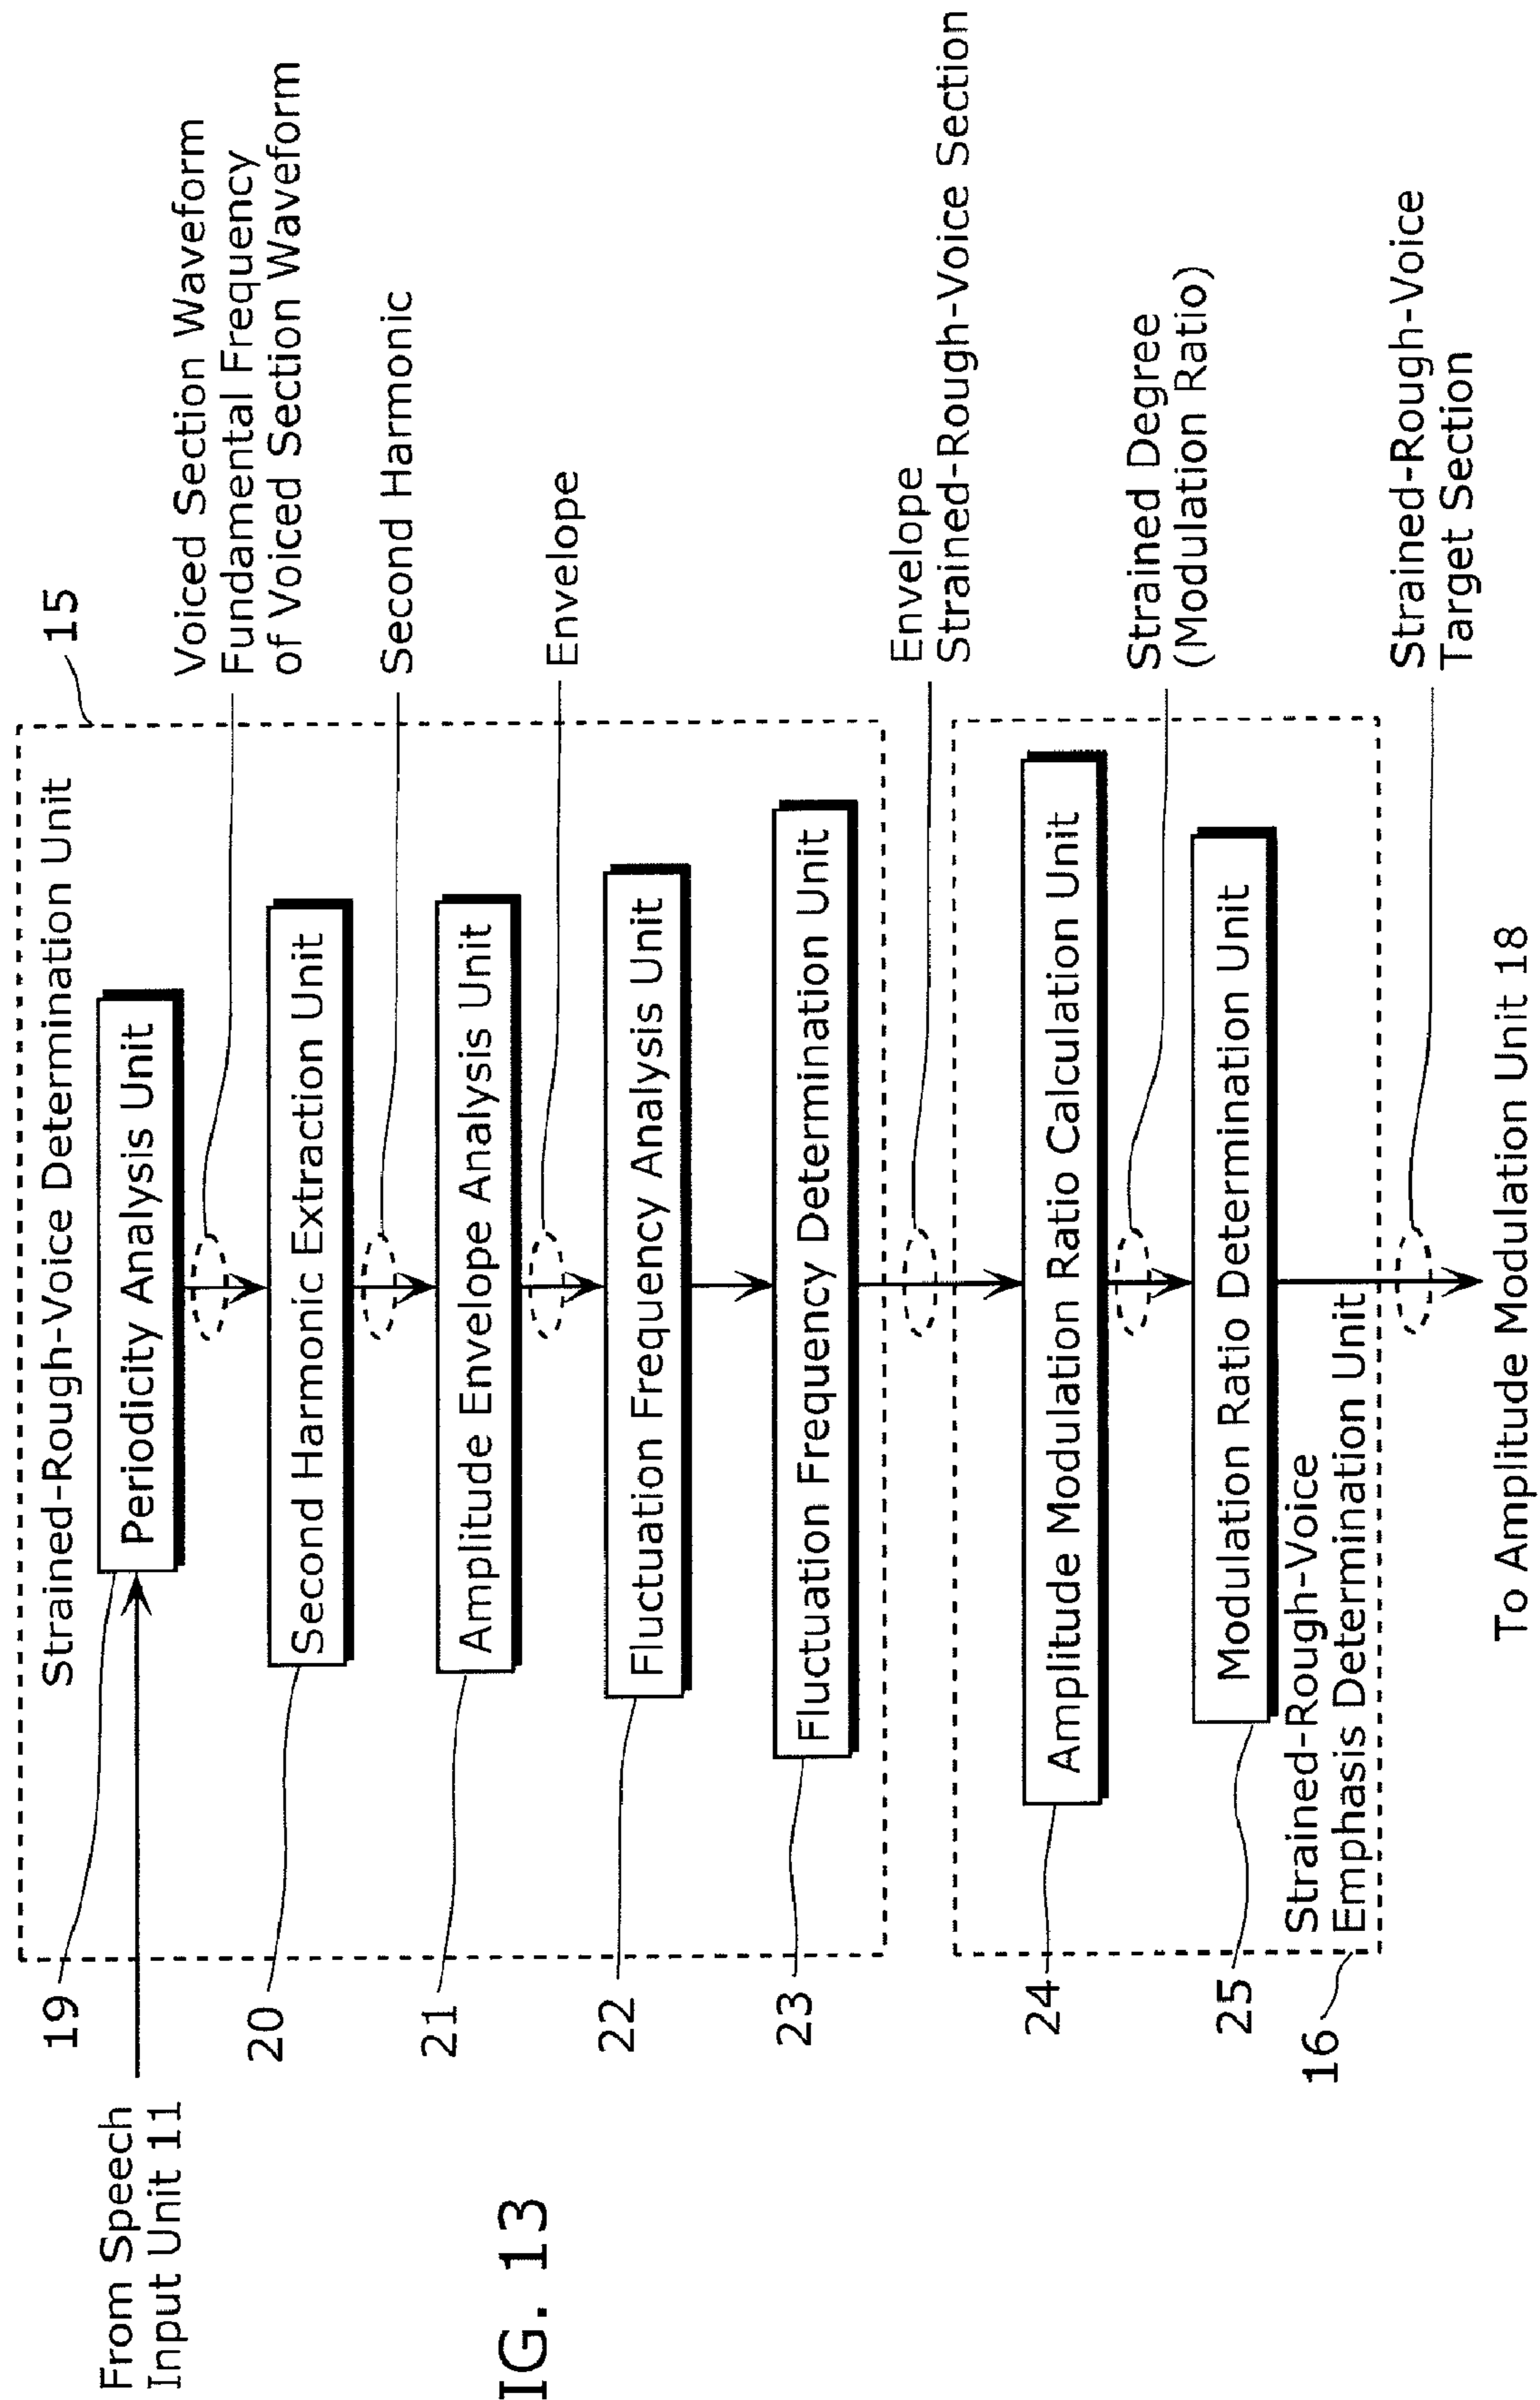 IG. 13
From Speech
Input Unit 11
15
Strained-Rough-Voice Determination Unit
19
Periodicity Analysis Unit
Voiced Section Waveform
Fundamental Frequency
of Voiced Section Waveform
20
Second Harmonic Extraction Unit
Second Harmonic
21
Amplitude Envelope Analysis Unit
Envelope
22
Fluctuation Frequency Analysis Unit
23
Fluctuation Frequency Determination Unit
Envelope
Strained-Rough-Voice Section
24
Amplitude Modulation Ratio Calculation Unit
Strained Degree
(Modulation Ratio)
25
Modulation Ratio Determination Unit
16
Strained-Rough-Voice
Emphasis Determination Unit
Strained-Rough-Voice
Target Section
To Amplitude Modulation Unit 18